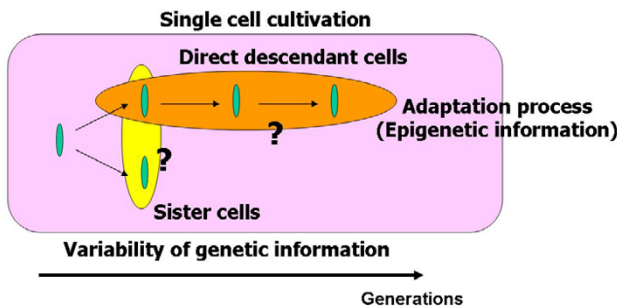 Single cell cultivation
Direct descendant cells
Adaptation process
(Epigenetic information)
?
?
Sister cells
Variability of genetic information
Generations